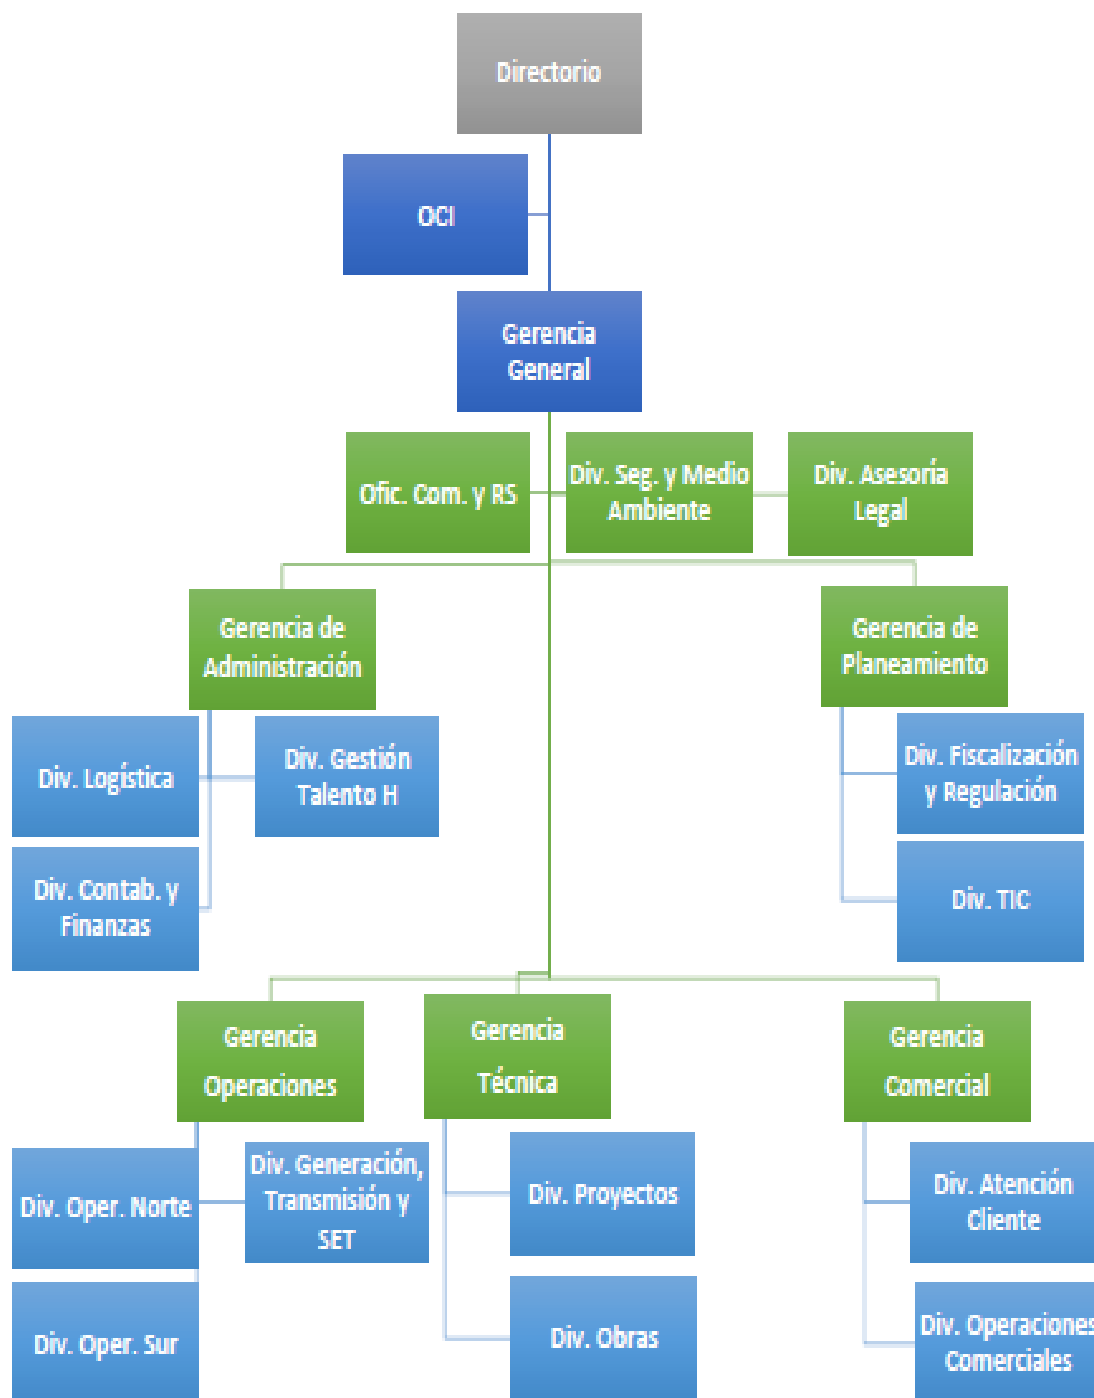 Directorio
OCI
Gerencia
General
Ofic. Com. y RS
Div. Seg. y Medio
Ambiente
Div. Asesoría
Legal
Gerencia de
Administración
Gerencia de
Planeamiento
Div. Logística
Div. Gestión
Talento H
Div. Fiscalización
y Regulación
Div. Contab. y
Finanzas
Div. TIC
Gerencia
Operaciones
Gerencia
Técnica
Gerencia
Comercial
Div. Oper. Norte
Div. Generación,
Transmisión y
SET
Div. Proyectos
Div. Atención
Cliente
Div. Oper. Sur
Div. Obras
Div. Operaciones
Comerciales